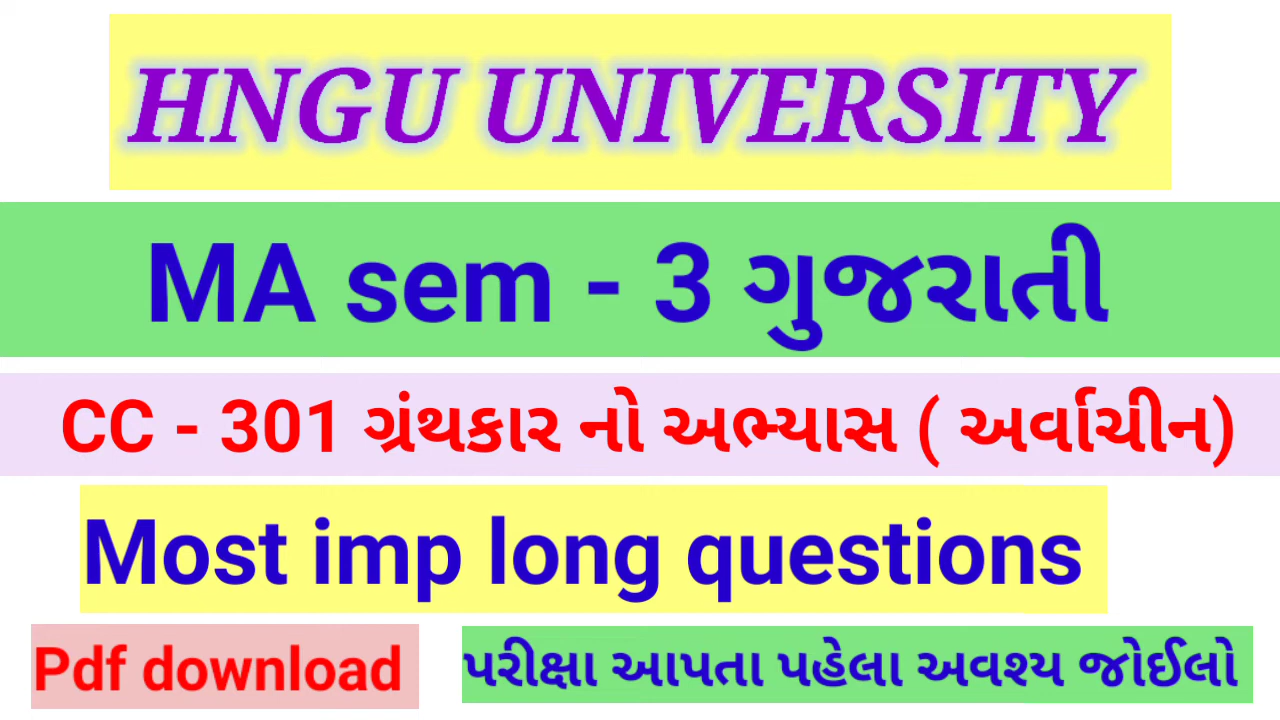 HNGU UNIVERSITY
MA sem - 3 ગુજરાતી
CC - 301 ગ્રંથકાર નો અભ્યાસ ( અર્વાચીન)
Most imp long questions
Pdf download
પરીક્ષા આપતા પહેલા અવશ્ય જોઈલો